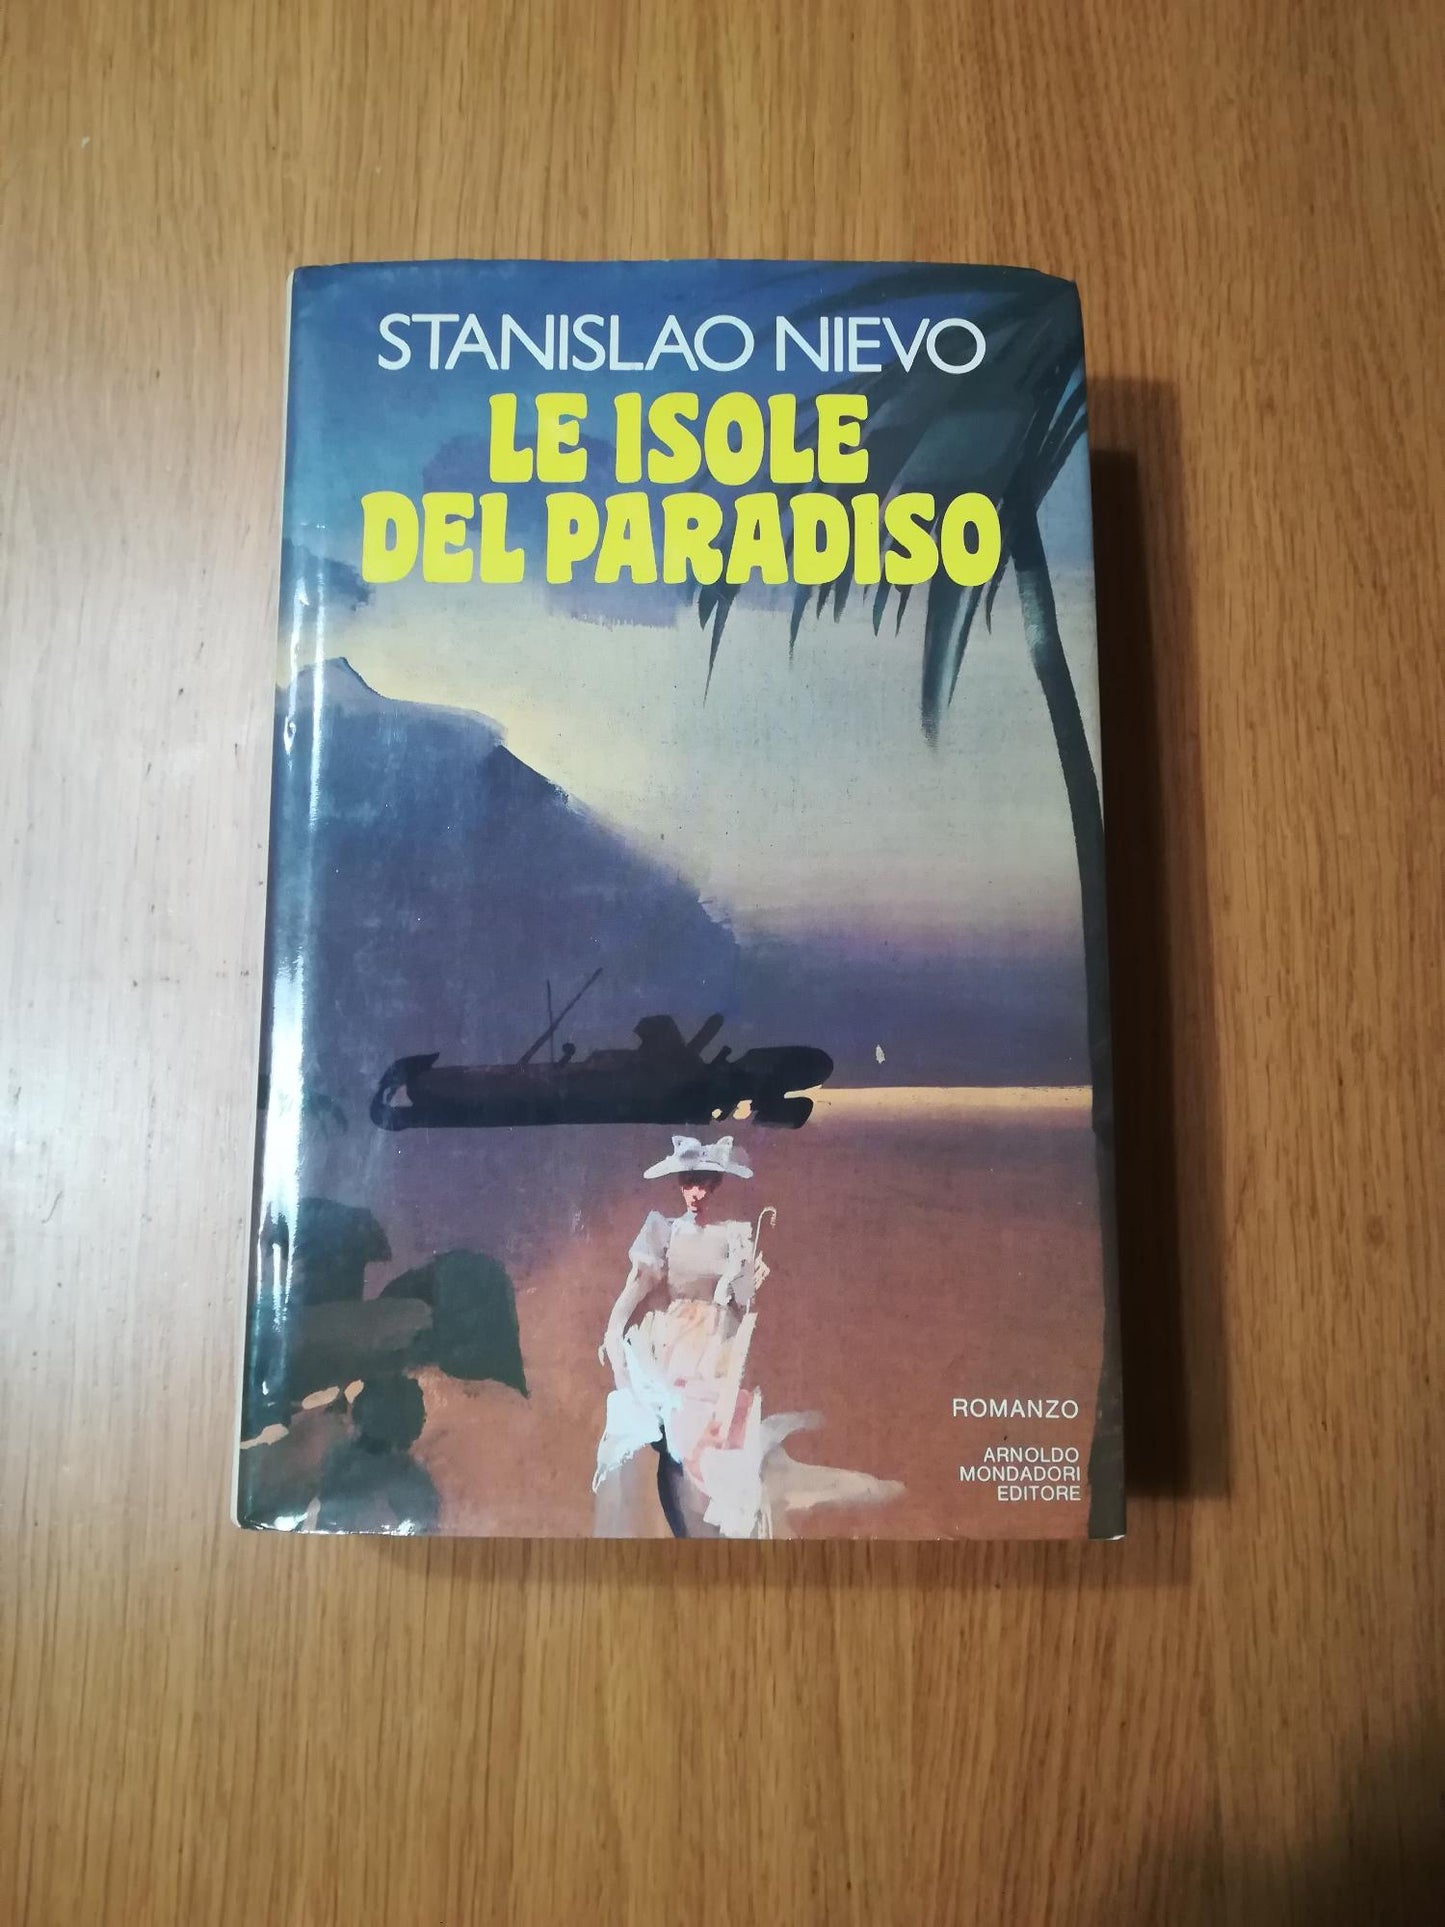 STANISLAO NIEVO
LE ISOLE
DEL PARADISO
ROMANZO
ARNOLDO
MONDADORI
EDITORE